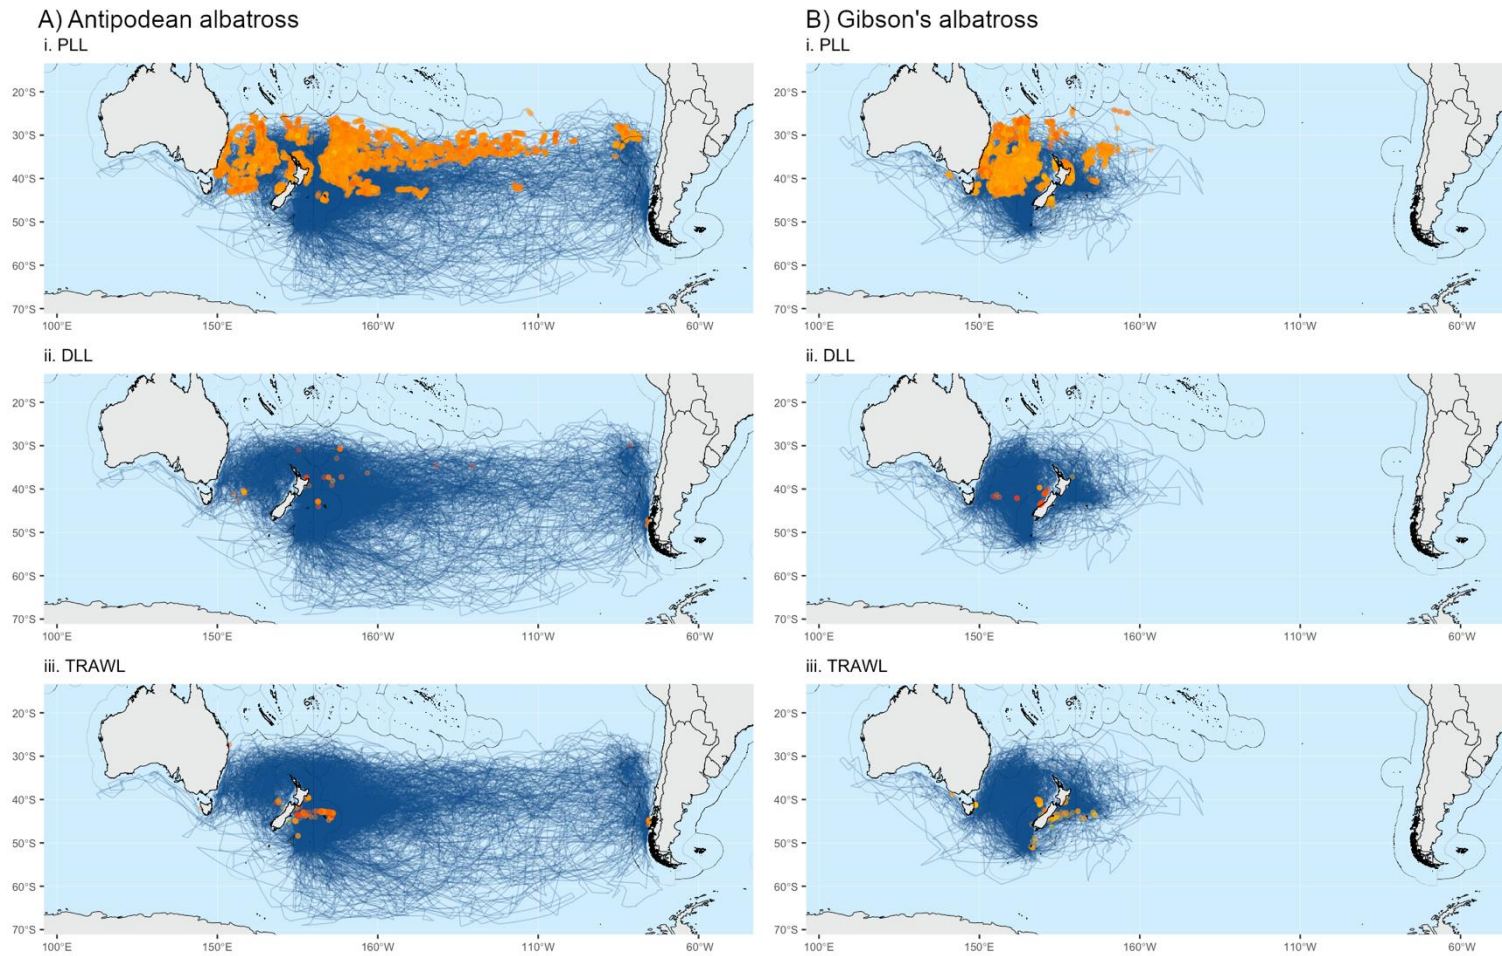 A) Antipodean albatross
i. PLL
20°S
30°S
40°S
50°S
60°S
70°S
100°E 150°E 160°W 110°W 60°W
ii. DLL
20°S
30°S
40°S
50°S
60°S
70°S
100°E 150°E 160°W 110°W 60°W
iii. TRAWL
20°S
30°S
40°S
50°S
60°S
70°S
100°E 150°E 160°W 110°W 60°W
B) Gibson's albatross
i. PLL
20°S
30°S
40°S
50°S
60°S
70°S
100°E 150°E 160°W 110°W 60°W
ii. DLL
20°S
30°S
40°S
50°S
60°S
70°S
100°E 150°E 160°W 110°W 60°W
iii. TRAWL
20°S
30°S
40°S
50°S
60°S
70°S
100°E 150°E 160°W 110°W 60°W